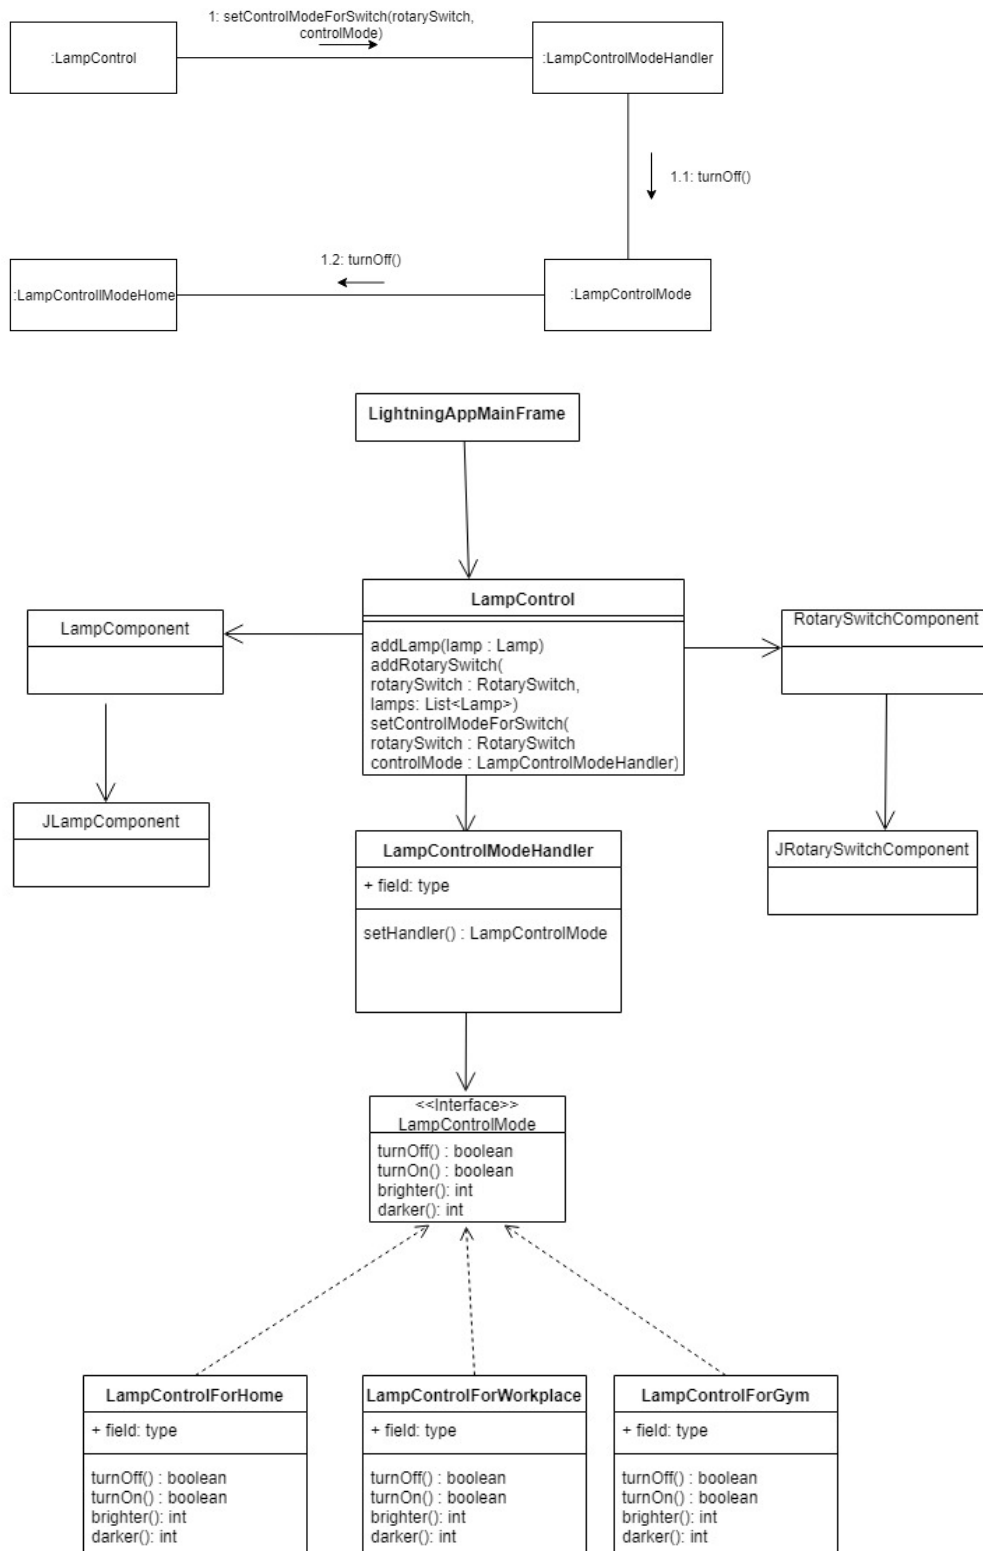 1: setControlModeForSwitch(rotarySwitch,
controlMode)
:LampControl
:LampControlModeHandler
1.1: turnOff()
1.2: turnOff()
:LampControllModeHome
:LampControlMode
LightningAppMainFrame
LampControl
addLamp(lamp : Lamp)
addRotarySwitch(
rotarySwitch : RotarySwitch,
lamps: List<Lamp>)
setControlModeForSwitch(
rotarySwitch : RotarySwitch
controlMode : LampControlModeHandler)
LampComponent
RotarySwitchComponent
JLampComponent
JRotarySwitchComponent
LampControlModeHandler
+ field: type
setHandler() : LampControlMode
<<Interface>>
LampControlMode
turnOff() : boolean
turnOn() : boolean
brighter(): int
darker(): int
LampControlForHome
+ field: type
turnOff() : boolean
turnOn() : boolean
brighter(): int
darker(): int
LampControlForWorkplace
+ field: type
turnOff() : boolean
turnOn() : boolean
brighter(): int
darker(): int
LampControlForGym
+ field: type
turnOff() : boolean
turnOn() : boolean
brighter(): int
darker(): int